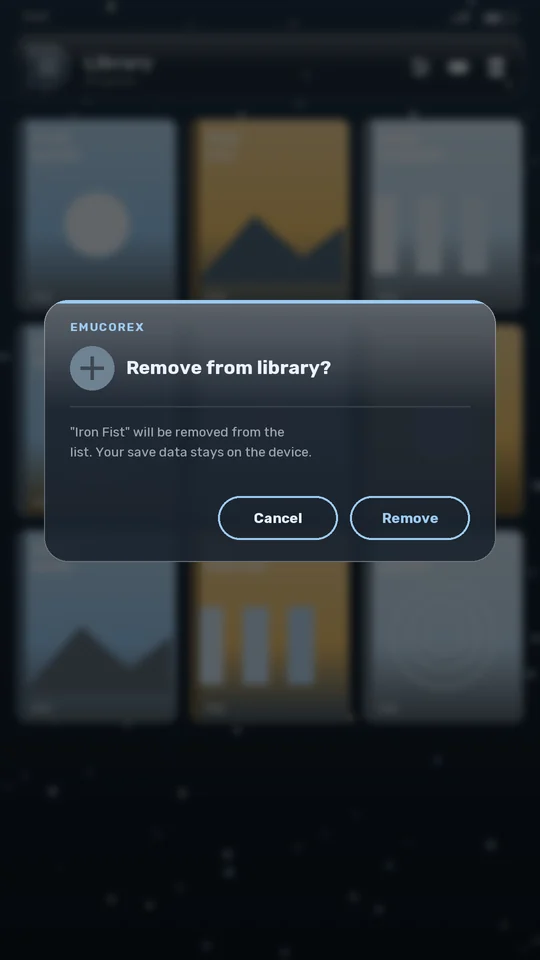 Library
EMUCOREX
Remove from library?
"Iron Fist" will be removed from the
list. Your save data stays on the device.
Cancel
Remove